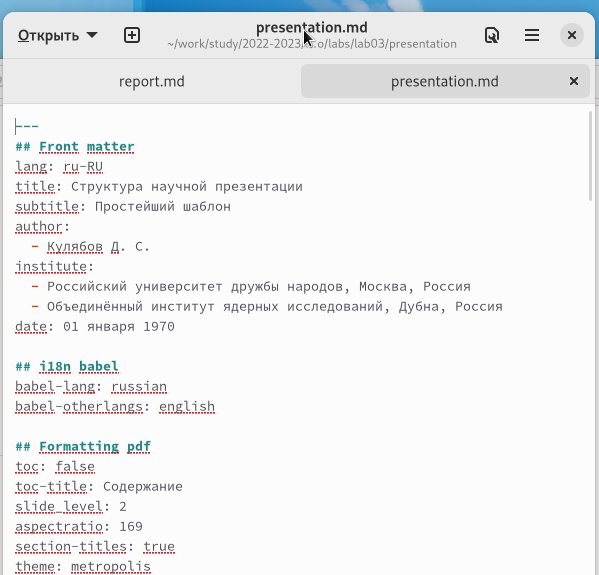 Открыть
presentation.md
~/work/study/2022-2023/ /labs/lab03/presentation
report.md
presentation.md
---
## Front matter
lang: ru-RU
title: Структура научной презентации
subtitle: Простейший шаблон
author:
- Кулябов Д. С.
institute:
- Российский университет дружбы народов, Москва, Россия
- Объединённый институт ядерных исследований, Дубна, Россия
date: 01 января 1970
## i18n babel
babel-lang: russian
babel-otherlangs: english
## Formatting pdf
toc: false
toc-title: Содержание
slide_level: 2
aspectratio: 169
section-titles: true
theme: metropolis